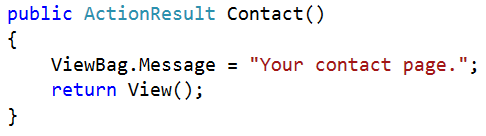 public ActionResult Contact()
{
    ViewBag.Message = "Your contact page.";
    return View();
}